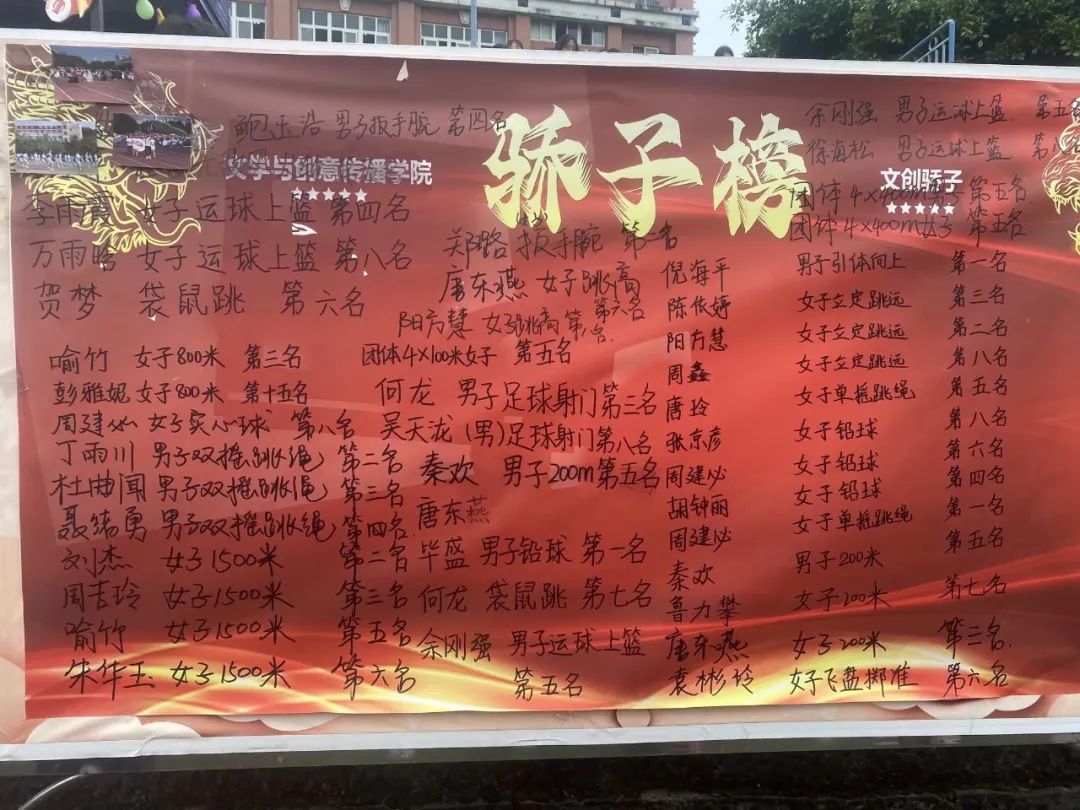 骄子榜
文学与创意传播学院
文创骄子
鲍玉浩 男子扳手腕 第四名
李雨霞 女子运球上篮 第四名
万雨晗 女子运球上篮 第八名
贺梦 袋鼠跳 第六名
喻竹 女子800米 第三名
彭雅妮 女子800米 第十五名
女子实心球 第八名
丁雨川 男子双摇跳绳 第二名
杜曲闻 男子双摇跳绳 第三名
聂绪勇 男子双摇跳绳 第四名
刘杰 女子1500米 第二名
周吉玲 女子1500米 第三名
喻竹 女子1500米 第五名
朱作玉 女子1500米 第六名
郑路 扳手腕
唐东燕 女子跳高 第六名
阳方慧 女子跳高
团体4×100米女子 第五名
何龙 男子足球射门第三名
吴天泷 (男)足球射门第八名
秦欢 男子200m第五名
唐东燕
毕盛 男子铅球 第一名
何龙 袋鼠跳 第七名
余刚强 男子运球上篮
第五名
余刚强 男子运球上篮 第五名
徐海松 男子运球上篮
团体4×400m 第五名
团体4×400m女子 第五名
倪海平 男子引体向上 第一名
陈依婷 女子立定跳远 第三名
阳方慧 女子立定跳远 第二名
周鑫 女子立定跳远 第八名
唐玲 女子单摇跳绳 第五名
张京彦 女子铅球 第八名
周建必 女子铅球 第六名
胡钟丽 女子铅球 第四名
周建必 女子单摇跳绳 第一名
秦欢 男子200米 第五名
鲁力攀 女子200米 第七名
唐东燕 女子200米 第三名
袁彬玲 女子飞盘掷准 第六名